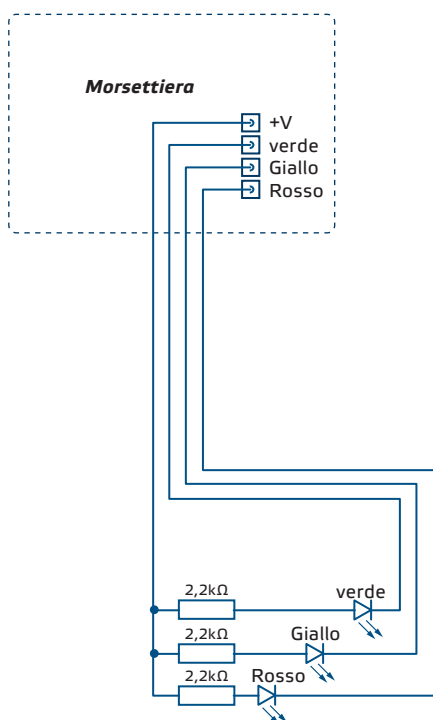 Morsettiera
+V
verde
Giallo
Rosso
2,2kΩ
verde
2,2kΩ
Giallo
2,2kΩ
Rosso